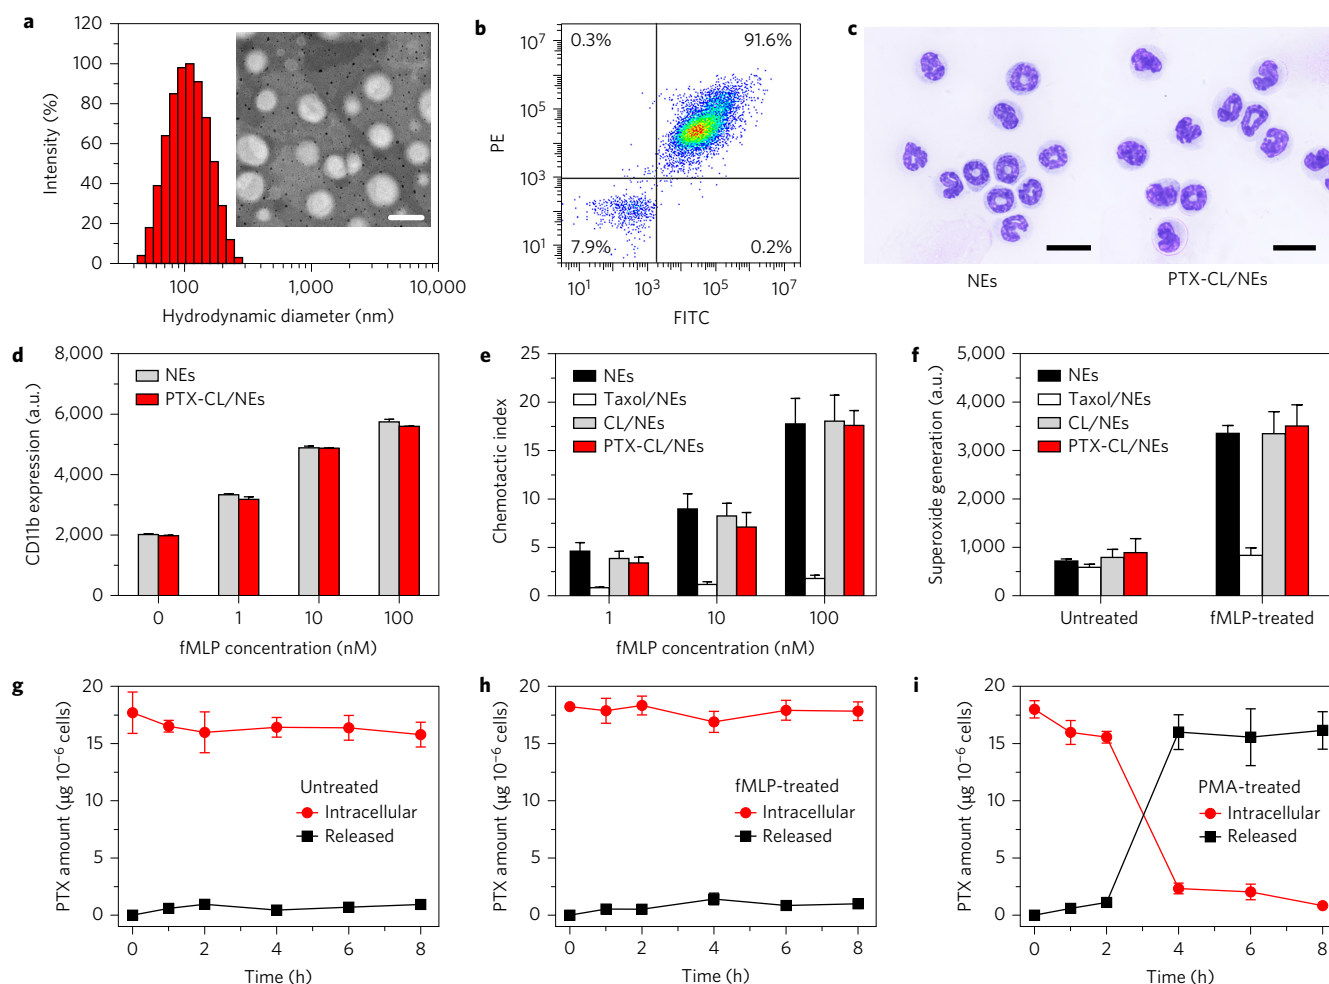 a
120
100
80
60
40
20
0
Intensity (%)
100
1,000
10,000
Hydrodynamic diameter (nm)
b
10⁷
10⁵
10³
10¹
PE
0.3%
91.6%
7.9%
0.2%
10¹ 10³ 10⁵ 10⁷
FITC
c
NEs
PTX-CL/NEs
d
8,000
6,000
4,000
2,000
0
CD11b expression (a.u.)
NEs
PTX-CL/NEs
0 1 10 100
fMLP concentration (nM)
e
25
20
15
10
5
0
Chemotactic index
NEs
Taxol/NEs
CL/NEs
PTX-CL/NEs
1 10 100
fMLP concentration (nM)
f
5,000
4,000
3,000
2,000
1,000
0
Superoxide generation (a.u.)
NEs
Taxol/NEs
CL/NEs
PTX-CL/NEs
Untreated
fMLP-treated
g
20
15
10
5
0
PTX amount (μg 10⁻⁶ cells)
Untreated
Intracellular
Released
0 2 4 6 8
Time (h)
h
20
15
10
5
0
PTX amount (μg 10⁻⁶ cells)
fMLP-treated
Intracellular
Released
0 2 4 6 8
Time (h)
i
20
15
10
5
0
PTX amount (μg 10⁻⁶ cells)
PMA-treated
Intracellular
Released
0 2 4 6 8
Time (h)